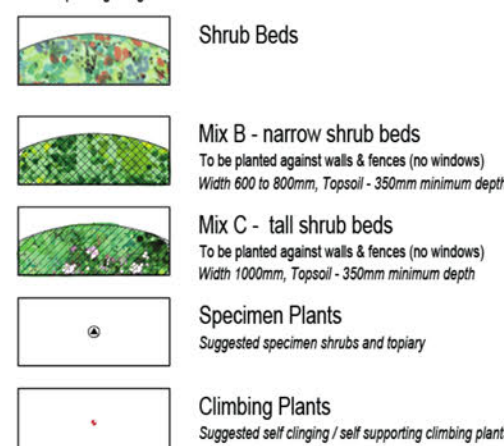 Shrub Beds
Mix B - narrow shrub beds
To be planted against walls & fences (no windows)
Width 600 to 800mm, Topsoil - 350mm minimum depth
Mix C - tall shrub beds
To be planted against walls & fences (no windows)
Width 1000mm, Topsoil - 350mm minimum depth
Specimen Plants
Suggested specimen shrubs and topiary
Climbing Plants
Suggested self clinging / self supporting climbing plant